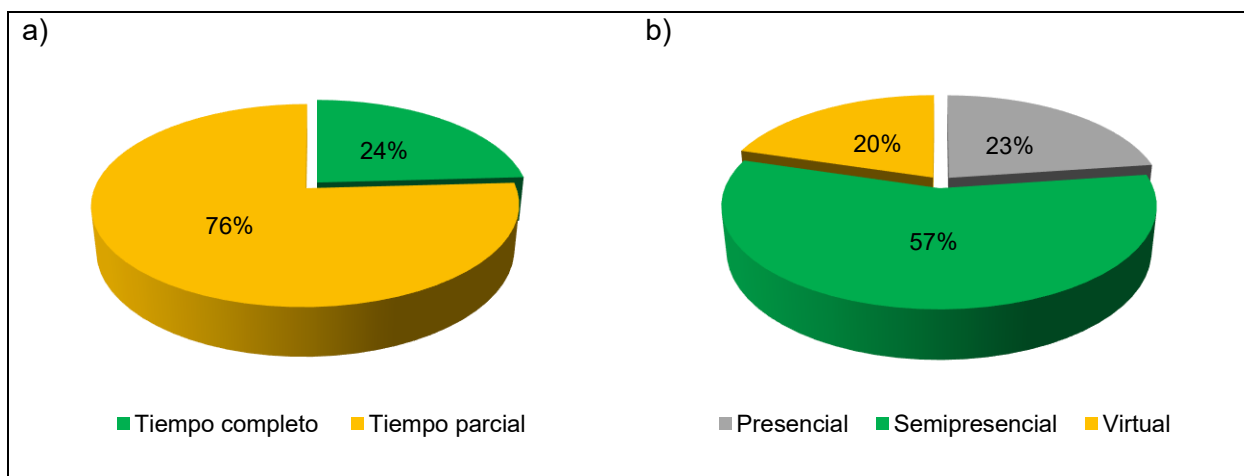 a)
24%
76%
Tiempo completo Tiempo parcial
b)
20%
23%
57%
Presencial Semipresencial Virtual